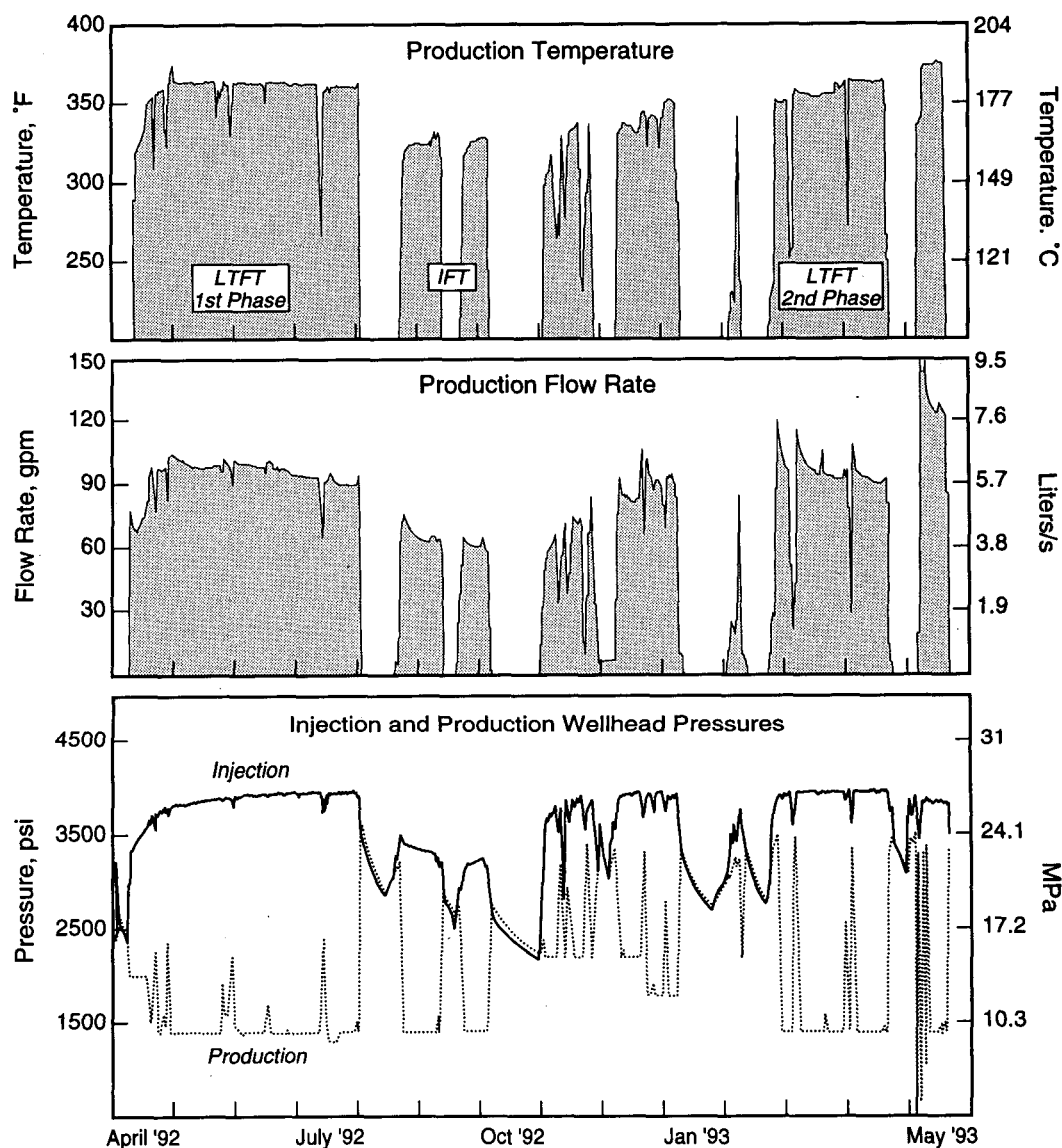 Production Temperature
Temperature, °F
400
350
300
250
204
177
149
121
Temperature. °C
LTFT
1st Phase
IFT
LTFT
2nd Phase
Production Flow Rate
Flow Rate, gpm
150
120
90
60
30
9.5
7.6
5.7
3.8
1.9
Liters/s
Injection and Production Wellhead Pressures
Pressure, psi
4500
3500
2500
1500
31
24.1
17.2
10.3
MPa
Injection
Production
April '92
July '92
Oct '92
Jan '93
May '93